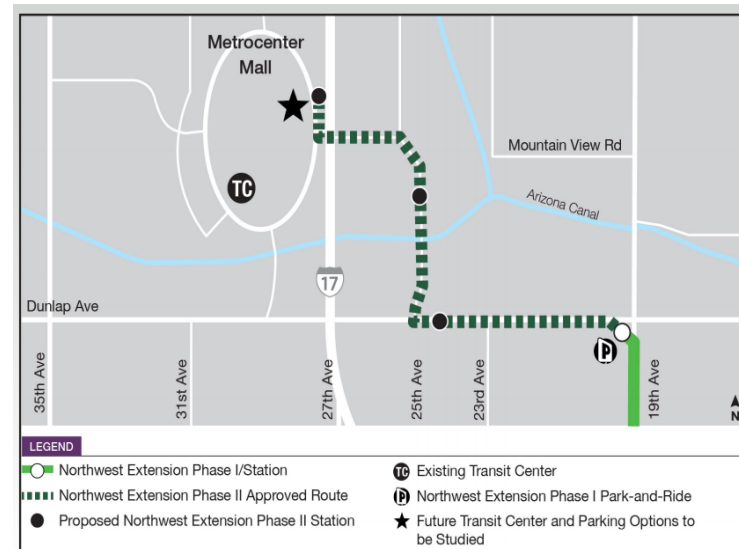 Metrocenter
Mall
TC
Mountain View Rd
Arizona Canal
17
Dunlap Ave
P
35th Ave
31st Ave
27th Ave
25th Ave
23rd Ave
19th Ave
N
LEGEND
Northwest Extension Phase I/Station
Northwest Extension Phase II Approved Route
Proposed Northwest Extension Phase II Station
TC Existing Transit Center
P Northwest Extension Phase I Park-and-Ride
Future Transit Center and Parking Options to
be Studied